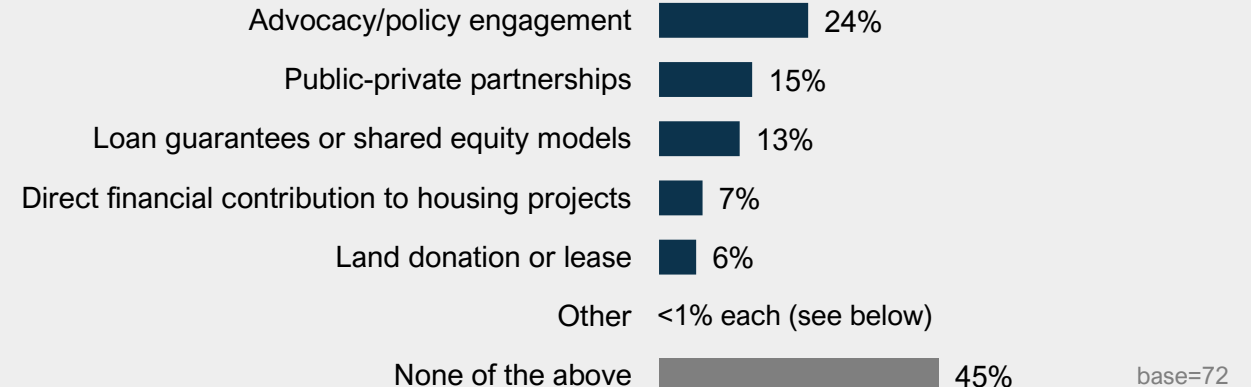 Advocacy/policy engagement 24%
Public-private partnerships 15%
Loan guarantees or shared equity models 13%
Direct financial contribution to housing projects 7%
Land donation or lease 6%
Other <1% each (see below)
None of the above 45% base=72